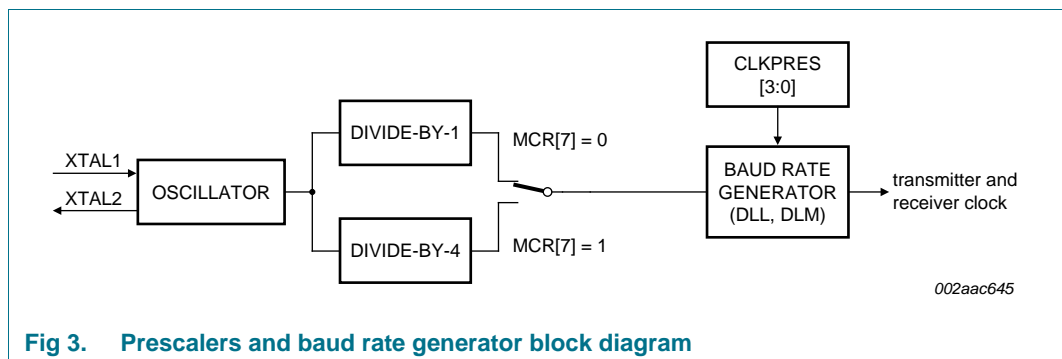 CLKPRES
[3:0]
DIVIDE-BY-1
MCR[7] = 0
XTAL1
XTAL2
OSCILLATOR
BAUD RATE
GENERATOR
(DLL, DLM)
transmitter and
receiver clock
DIVIDE-BY-4
MCR[7] = 1
002aac645
Fig 3. Prescalers and baud rate generator block diagram